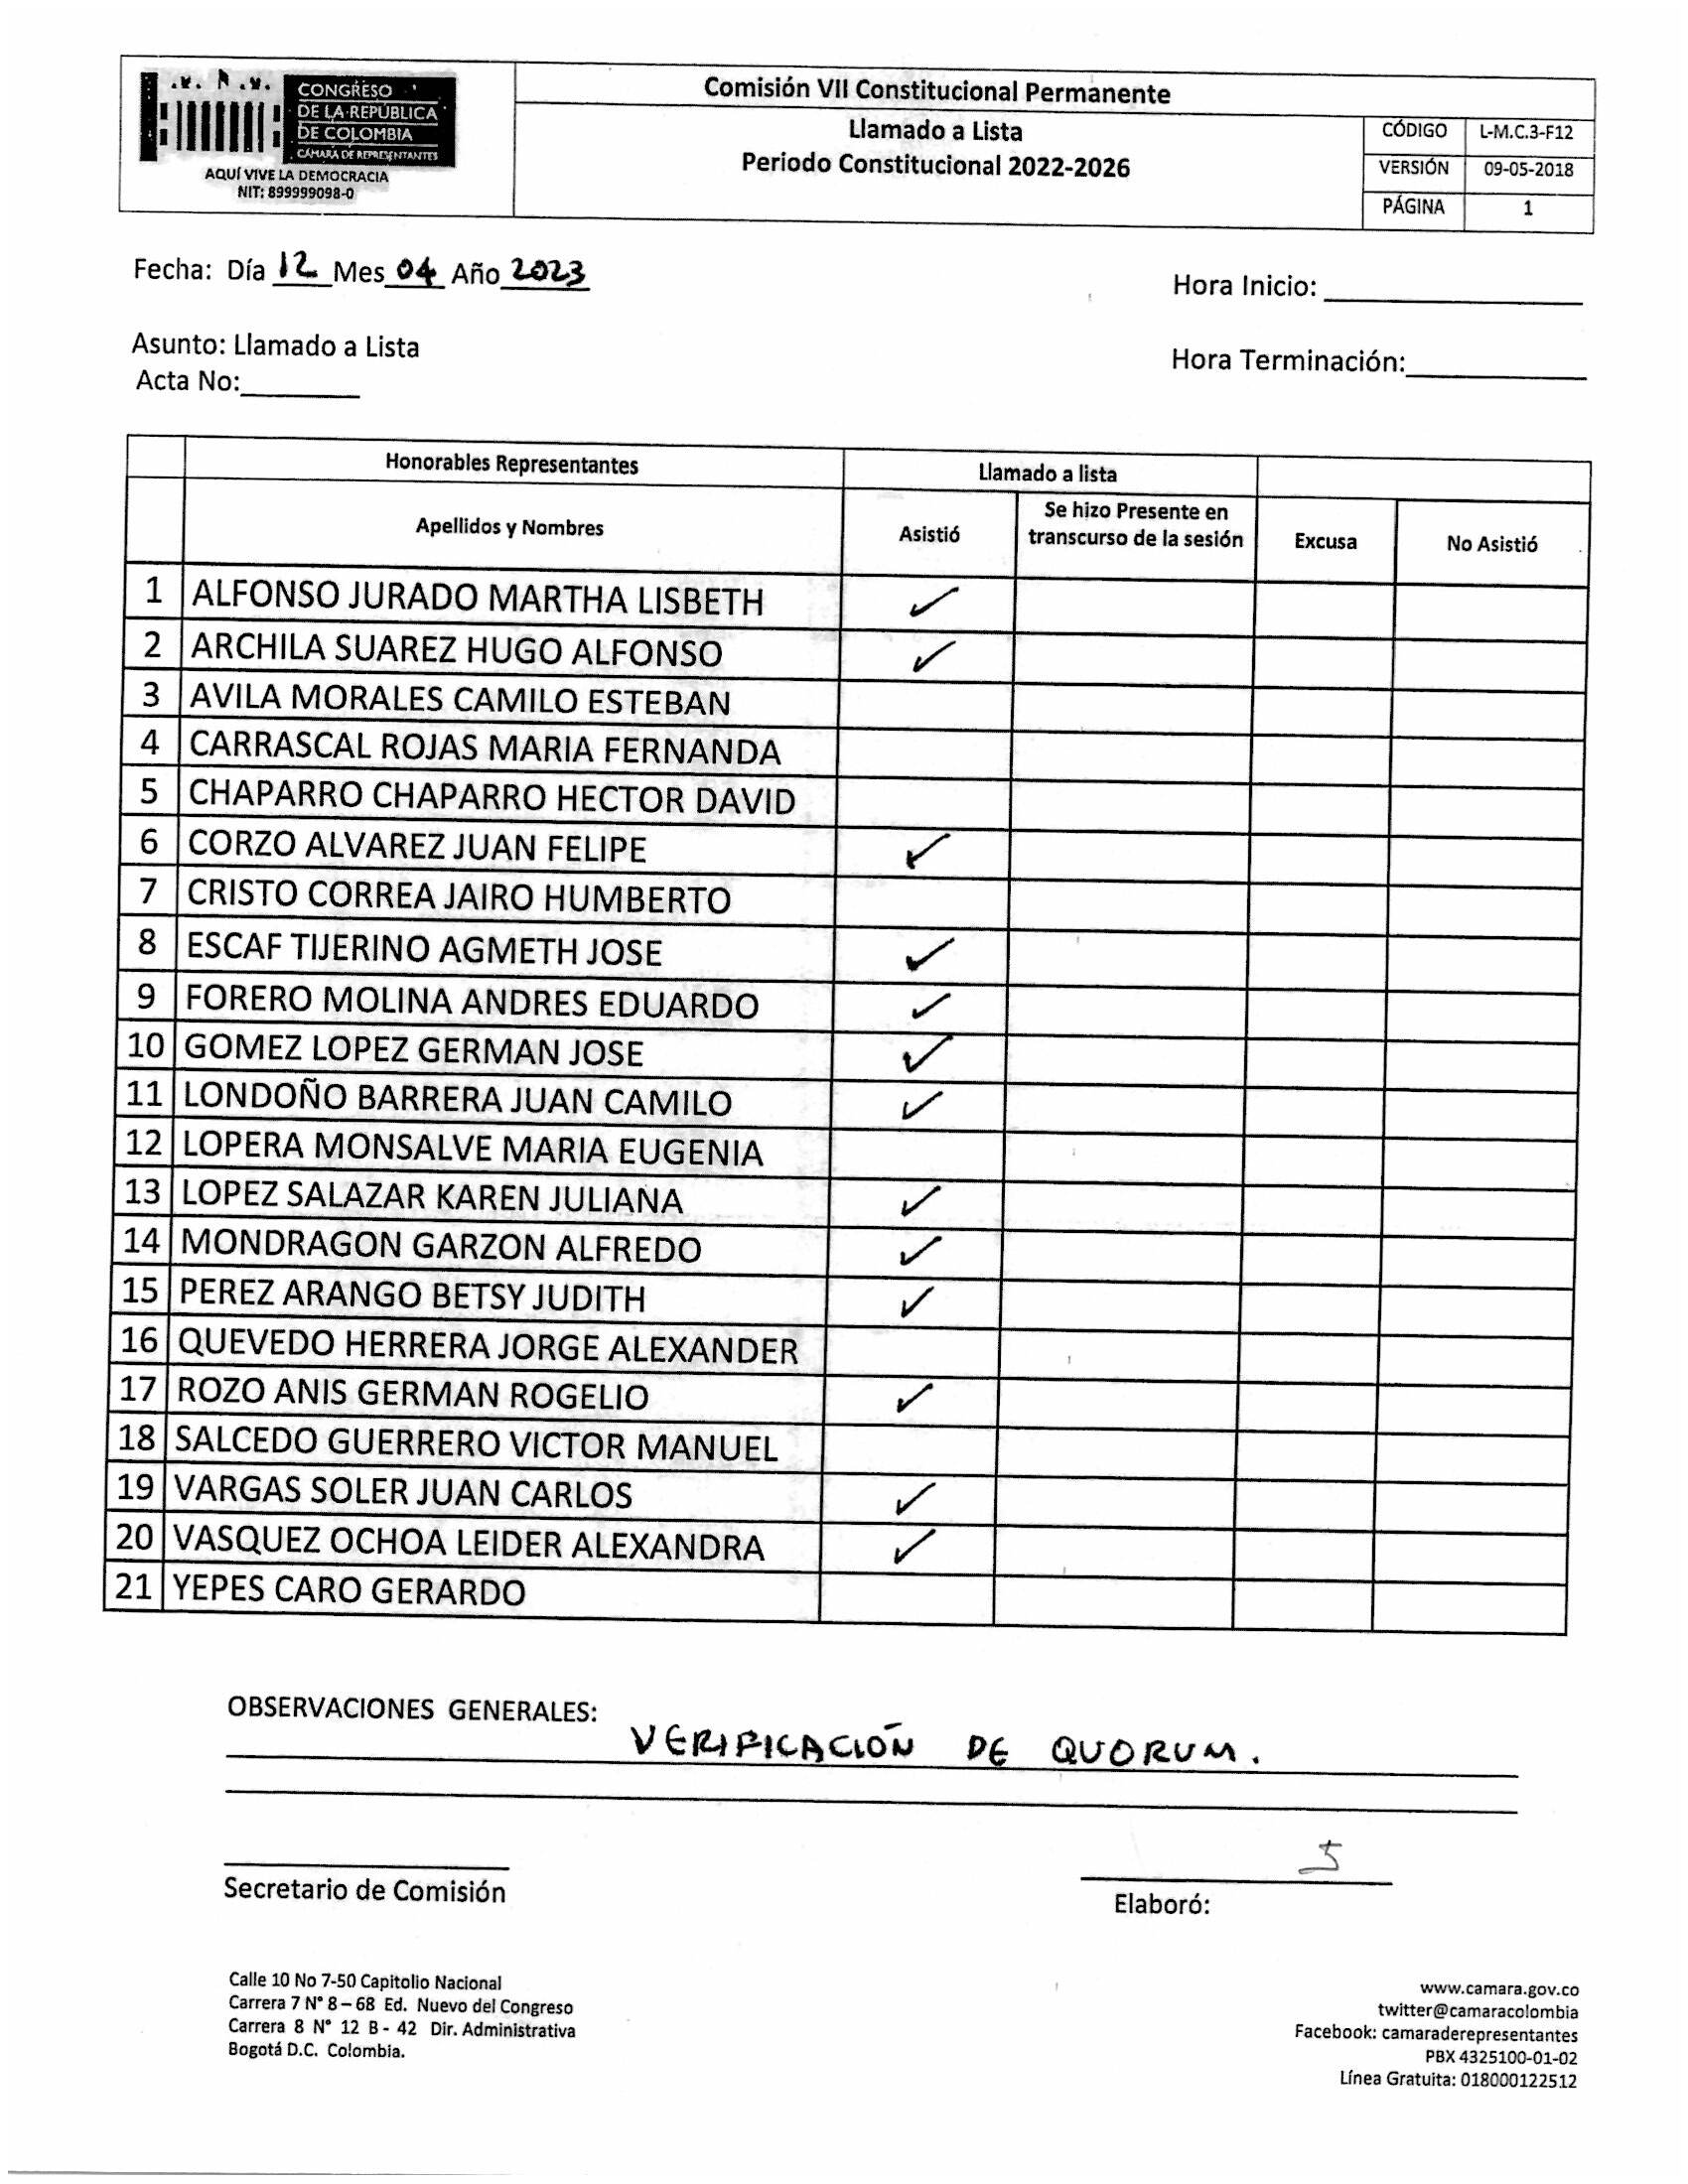 CONGRESO
DE LA REPÚBLICA
DE COLOMBIA
CÁMARA DE REPRESENTANTES
AQUÍ VIVE LA DEMOCRACIA
NIT: 899999098-0
Comisión VII Constitucional Permanente
Llamado a Lista
Periodo Constitucional 2022-2026
CÓDIGO L-M.C.3-F12
VERSIÓN 09-05-2018
PÁGINA 1
Fecha: Día 12 Mes 04 Año 2023
Hora Inicio:
Asunto: Llamado a Lista
Hora Terminación:
Acta No:
Honorables Representantes Llamado a lista
Apellidos y Nombres Asistió Se hizo Presente en transcurso de la sesión Excusa No Asistió
1 ALFONSO JURADO MARTHA LISBETH ✓
2 ARCHILA SUAREZ HUGO ALFONSO ✓
3 AVILA MORALES CAMILO ESTEBAN
4 CARRASCAL ROJAS MARIA FERNANDA
5 CHAPARRO CHAPARRO HECTOR DAVID
6 CORZO ALVAREZ JUAN FELIPE ✓
7 CRISTO CORREA JAIRO HUMBERTO
8 ESCAF TIJERINO AGMETH JOSE ✓
9 FORERO MOLINA ANDRES EDUARDO ✓
10 GOMEZ LOPEZ GERMAN JOSE ✓
11 LONDOÑO BARRERA JUAN CAMILO ✓
12 LOPERA MONSALVE MARIA EUGENIA
13 LOPEZ SALAZAR KAREN JULIANA ✓
14 MONDRAGON GARZON ALFREDO ✓
15 PEREZ ARANGO BETSY JUDITH ✓
16 QUEVEDO HERRERA JORGE ALEXANDER
17 ROZO ANIS GERMAN ROGELIO ✓
18 SALCEDO GUERRERO VICTOR MANUEL
19 VARGAS SOLER JUAN CARLOS ✓
20 VASQUEZ OCHOA LEIDER ALEXANDRA ✓
21 YEPES CARO GERARDO
OBSERVACIONES GENERALES:
VERIFICACIÓN DE QUORUM.
Secretario de Comisión
Elaboró:
Calle 10 No 7-50 Capitolio Nacional
Carrera 7 N° 8 – 68 Ed. Nuevo del Congreso
Carrera 8 N° 12 B - 42 Dir. Administrativa
Bogotá D.C. Colombia.
www.camara.gov.co
twitter@camaracolombia
Facebook: camaraderepresentantes
PBX 4325100-01-02
Línea Gratuita: 018000122512